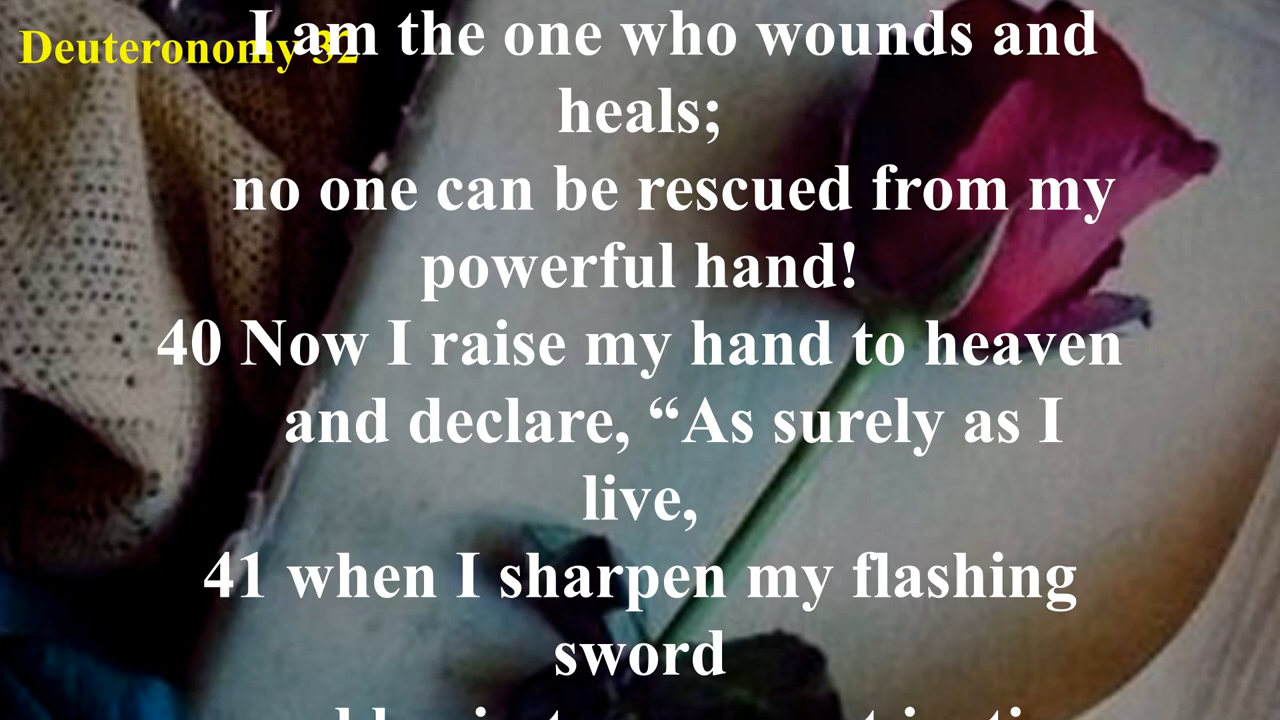 Deuteronomy 32
I am the one who wounds and
heals;
no one can be rescued from my
powerful hand!
40 Now I raise my hand to heaven
and declare, “As surely as I
live,
41 when I sharpen my flashing
sword